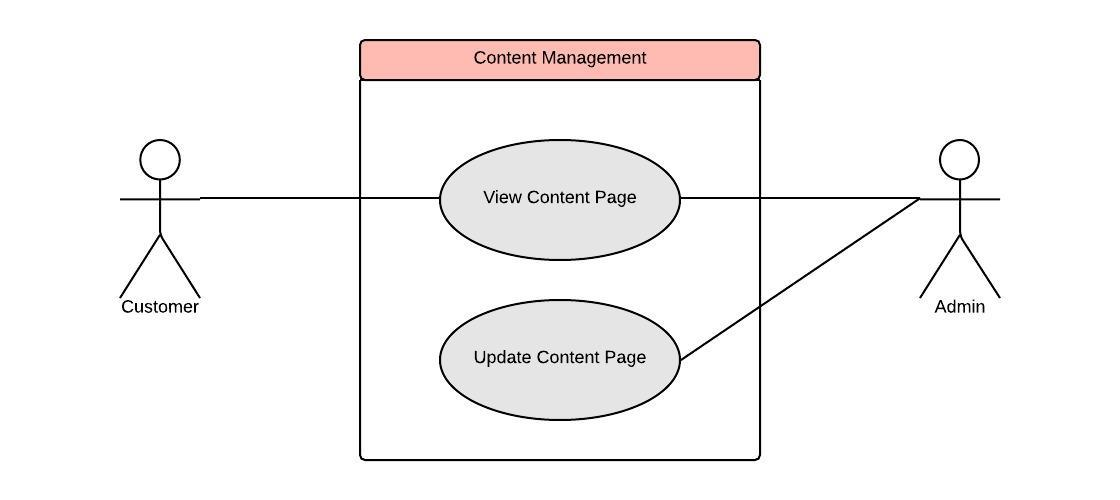 Content Management
View Content Page
Customer
Admin
Update Content Page